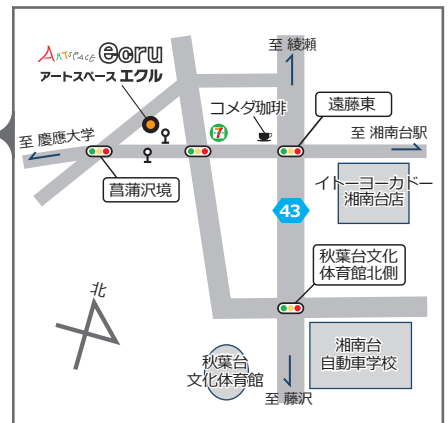 ARTSPACE ecru
アートスペース エクル
至 綾瀬
コメダ珈琲
遠藤東
7
至 慶應大学
至 湘南台駅
菖蒲沢境
イトーヨーカドー
湘南台店
43
秋葉台文化
体育館北側
北
湘南台
自動車学校
秋葉台
文化体育館
至 藤沢